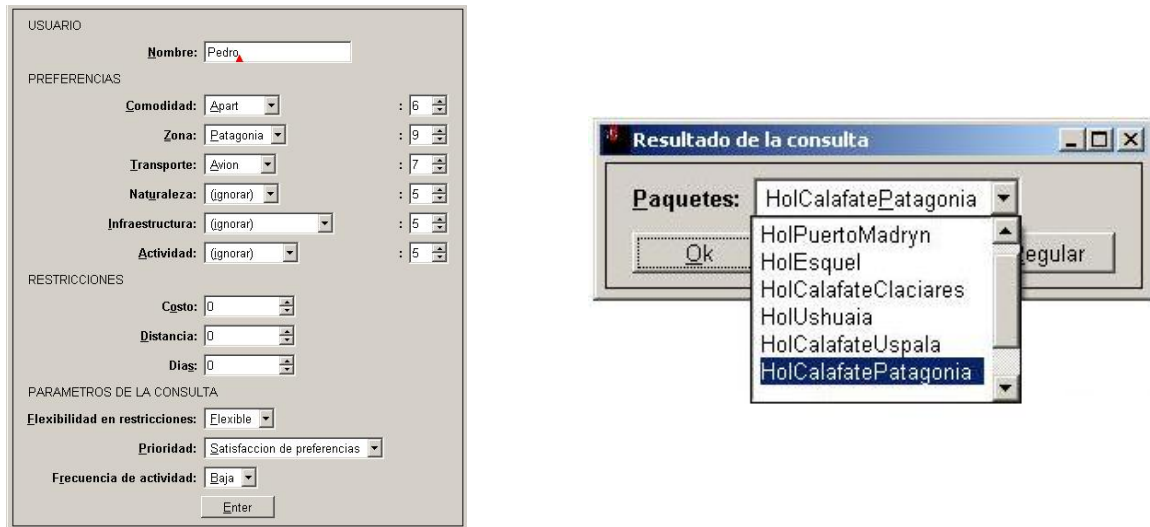 USUARIO
Nombre: Pedro
PREFERENCIAS
Comodidad: Apart : 6
Zona: Patagonia : 9
Transporte: Avion : 7
Naturaleza: (ignorar) : 5
Infraestructura: (ignorar) : 5
Actividad: (ignorar) : 5
RESTRICCIONES
Costo: 0
Distancia: 0
Dias: 0
PARAMETROS DE LA CONSULTA
Flexibilidad en restricciones: Flexible
Prioridad: Satisfaccion de preferencias
Frecuencia de actividad: Baja
Enter
Resultado de la consulta
Paquetes: HolCalafatePatagonia
Ok
egular
HolPuertoMadryn
HolEsquel
HolCalafateClaciares
HolUshuaia
HolCalafateUspala
HolCalafatePatagonia